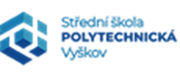 Střední škola
POLYTECHNICKÁ
Vyškov